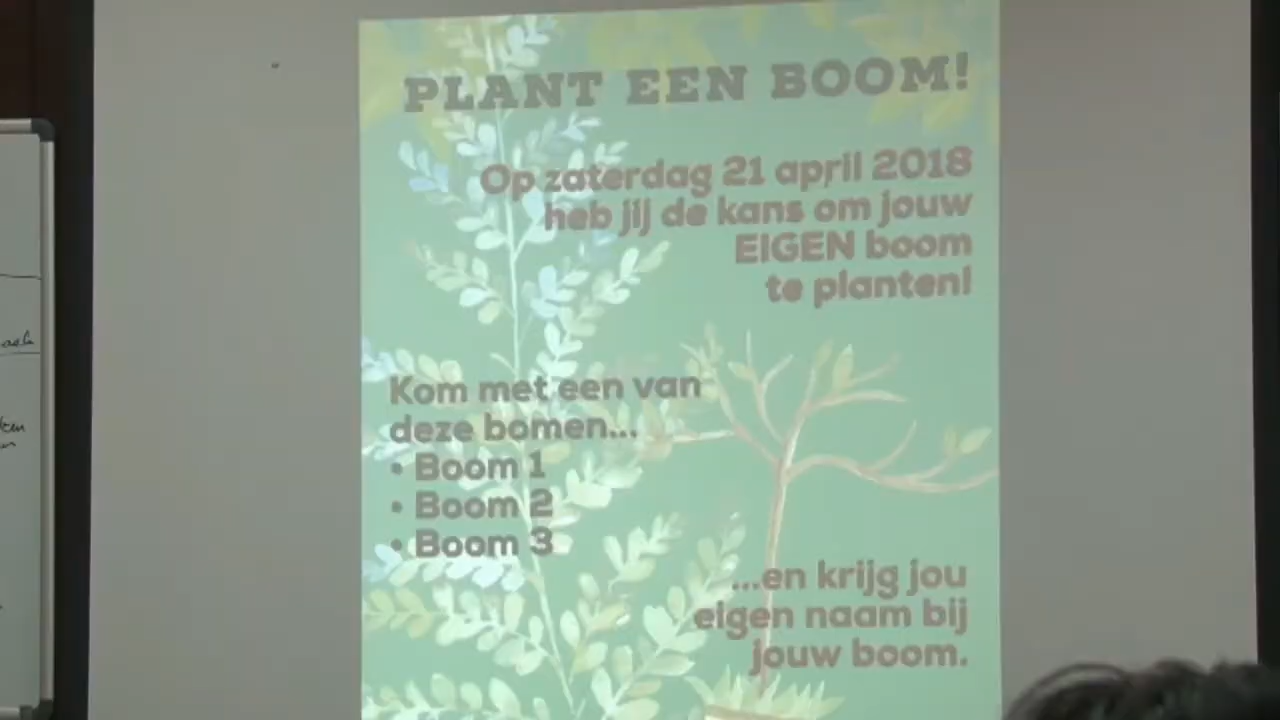 PLANT EEN BOOM!
Op zaterdag 21 april 2018
heb jij de kans om jouw
EIGEN boom
te planten!
Kom met een van
deze bomen...
• Boom 1
• Boom 2
• Boom 3
...en krijg jou
eigen naam bij
jouw boom.